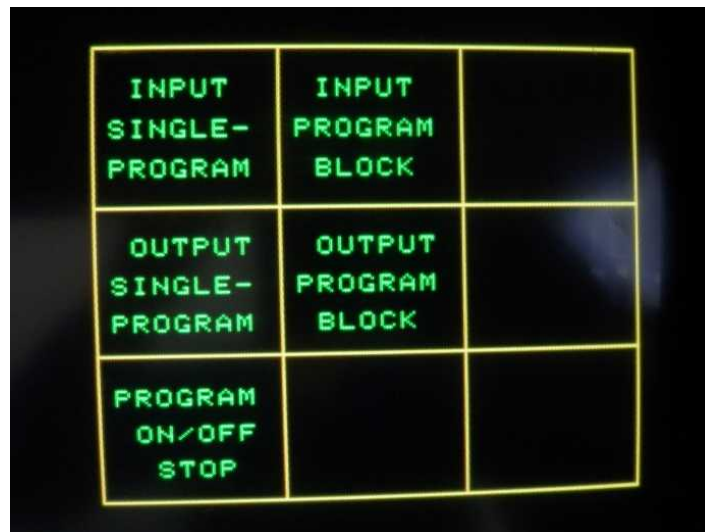 INPUT
SINGLE-
PROGRAM
INPUT
PROGRAM
BLOCK
OUTPUT
SINGLE-
PROGRAM
OUTPUT
PROGRAM
BLOCK
PROGRAM
ON/OFF
STOP